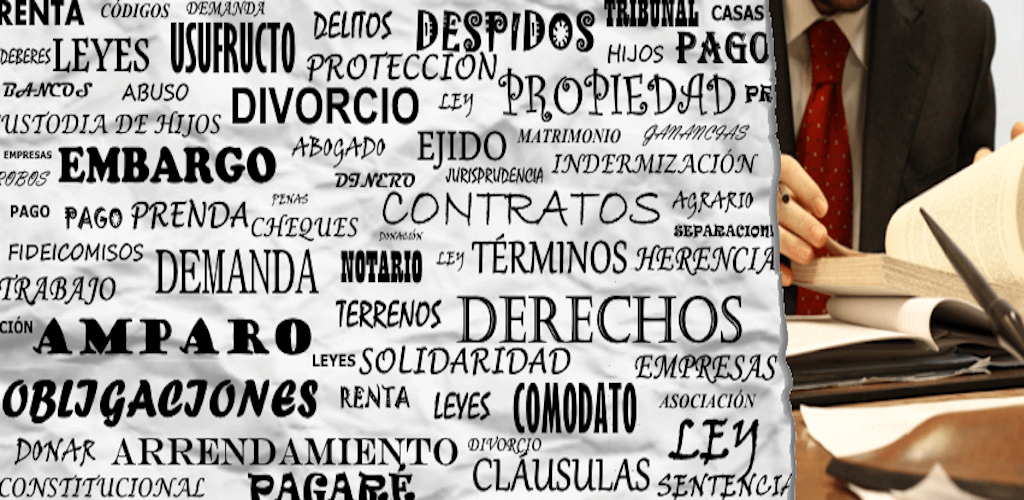 RENTA CÓDIGOS DEMANDA DELITOS DESPIDOS TRIBUNAL CASAS
DEBERES LEYES USUFRUCTO PROTECCIÓN HIJOS PAGO
BANCOS ABUSO DIVORCIO LEY PROPIEDAD PR
CUSTODIA DE HIJOS ABOGADO EJIDO MATRIMONIO GANANCIAS
EMPRESAS EMBARGO INDERMIZACIÓN
ROBOS DINERO JURISPRUDENCIA
PAGO PAGO PRENDA PENAS CHEQUES CONTRATOS AGRARIO
DONACIÓN SEPARACION
FIDEICOMISOS DEMANDA NOTARIO LEY TÉRMINOS HERENCIA
TRABAJO TERRENOS DERECHOS
CIÓN AMPARO LEYES SOLIDARIDAD EMPRESAS
OBLIGACIONES RENTA LEYES COMODATO ASOCIACIÓN
DONAR ARRENDAMIENTO DIVORCIO LEY
CONSTITUCIONAL PAGARÉ CLÁUSULAS SENTENCIA